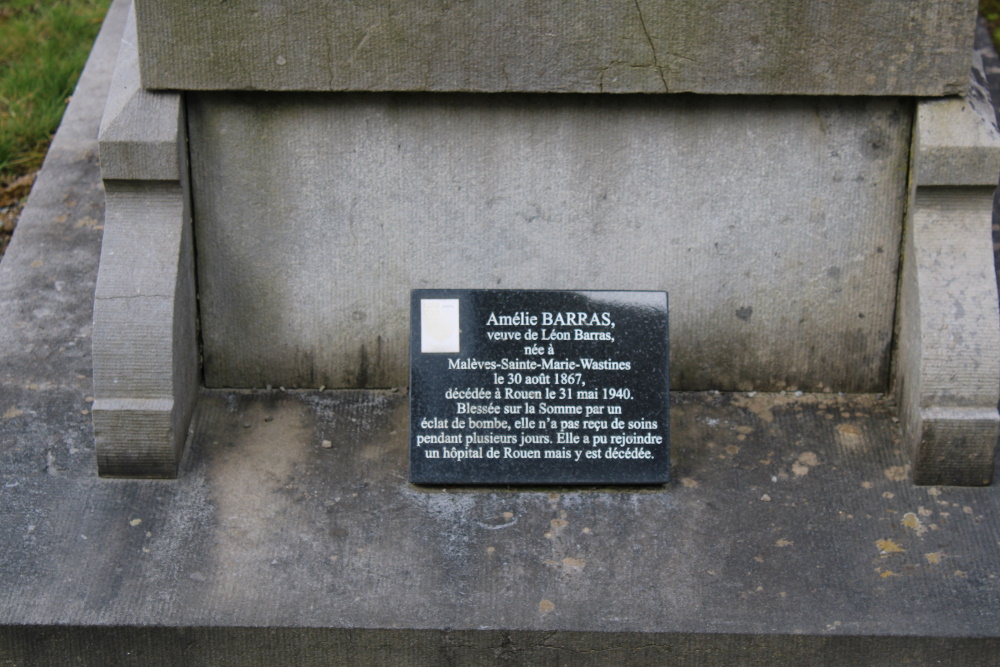 Amélie BARRAS,
veuve de Léon Barras,
née à
Malèves-Sainte-Marie-Wastines
le 30 août 1867,
décédée à Rouen le 31 mai 1940.
Blessée sur la Somme par un
éclat de bombe, elle n'a pas reçu de soins
pendant plusieurs jours. Elle a pu rejoindre
un hôpital de Rouen mais y est décédée.